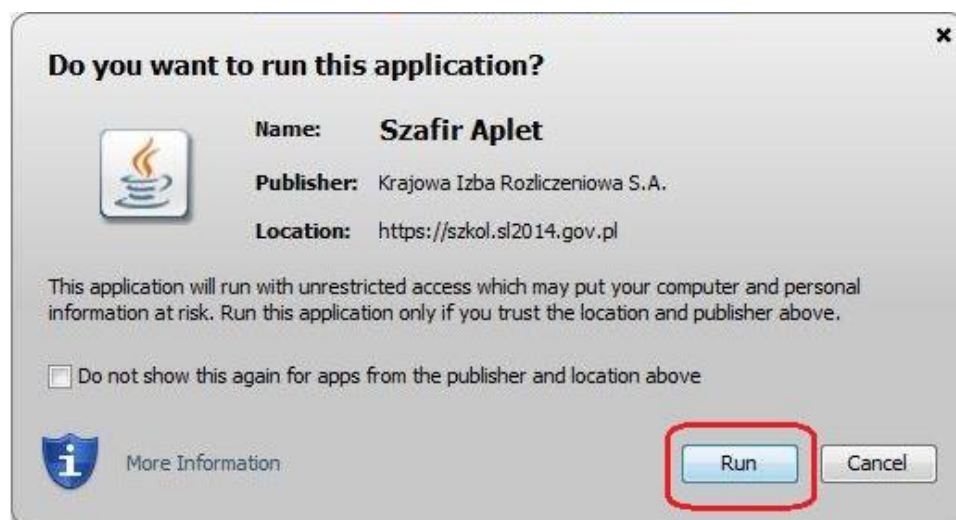 Do you want to run this application?
Name: Szafir Aplet
Publisher: Krajowa Izba Rozliczeniowa S.A.
Location: https://szkol.sl2014.gov.pl
This application will run with unrestricted access which may put your computer and personal
information at risk. Run this application only if you trust the location and publisher above.
Do not show this again for apps from the publisher and location above
More Information Run Cancel